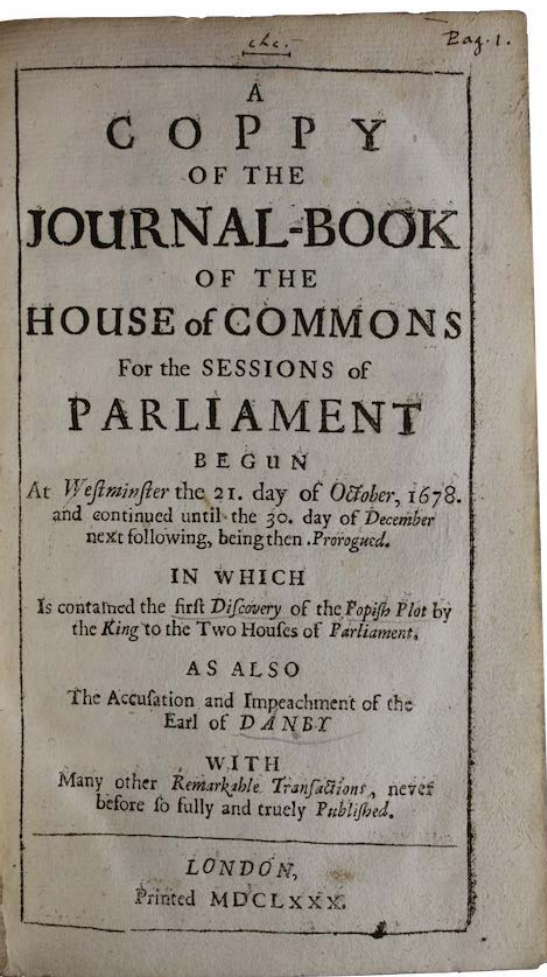 chc.
Pag. 1.
A
COPPY
OF THE
JOURNAL-BOOK
OF THE
HOUSE of COMMONS
For the SESSIONS of
PARLIAMENT
BEGUN
At Weſtminſter the 21. day of October, 1678.
and continued until the 30. day of December
next following, being then Prorogued.
IN WHICH
Is contained the firſt Diſcovery of the Popiſh Plot by
the King to the Two Houſes of Parliament.
AS ALSO
The Accuſation and Impeachment of the
Earl of DANBY
WITH
Many other Remarkable Tranſactions, never
before ſo fully and truely Publiſhed.
LONDON,
Printed MDCLXXX.